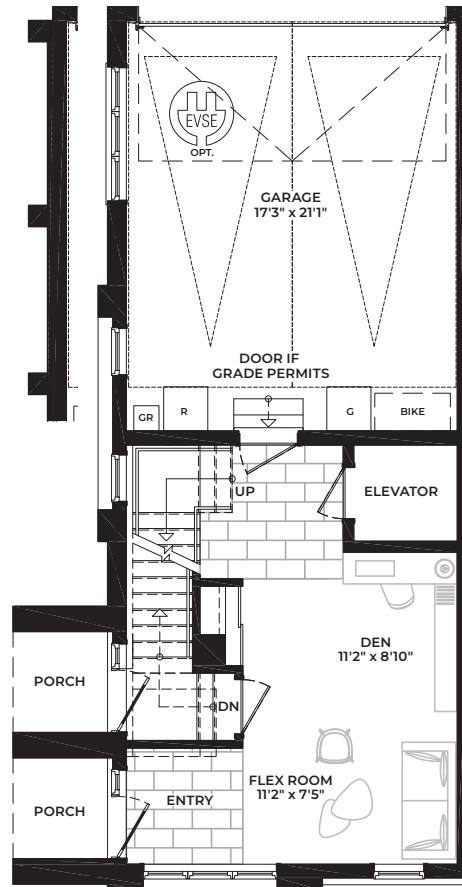 EVSE
OPT.
GARAGE
17'3" x 21'1"
DOOR IF
GRADE PERMITS
GR
R
G
BIKE
UP
ELEVATOR
DEN
11'2" x 8'10"
PORCH
DN
FLEX ROOM
11'2" x 7'5"
ENTRY
PORCH